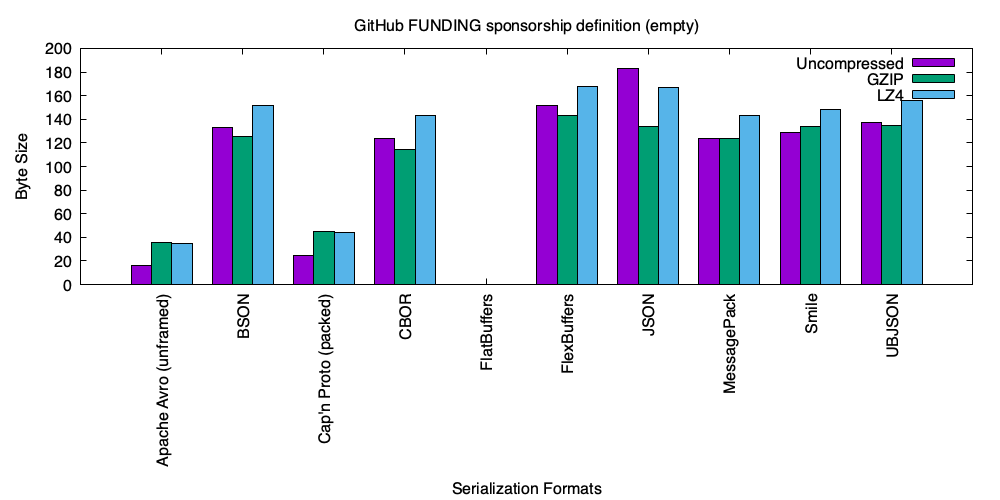 GitHub FUNDING sponsorship definition (empty)
200
180
160
140
120
100
80
60
40
20
0
Byte Size
Uncompressed
GZIP
LZ4
Apache Avro (unframed)
BSON
Cap'n Proto (packed)
CBOR
FlatBuffers
FlexBuffers
JSON
MessagePack
Smile
UBJSON
Serialization Formats